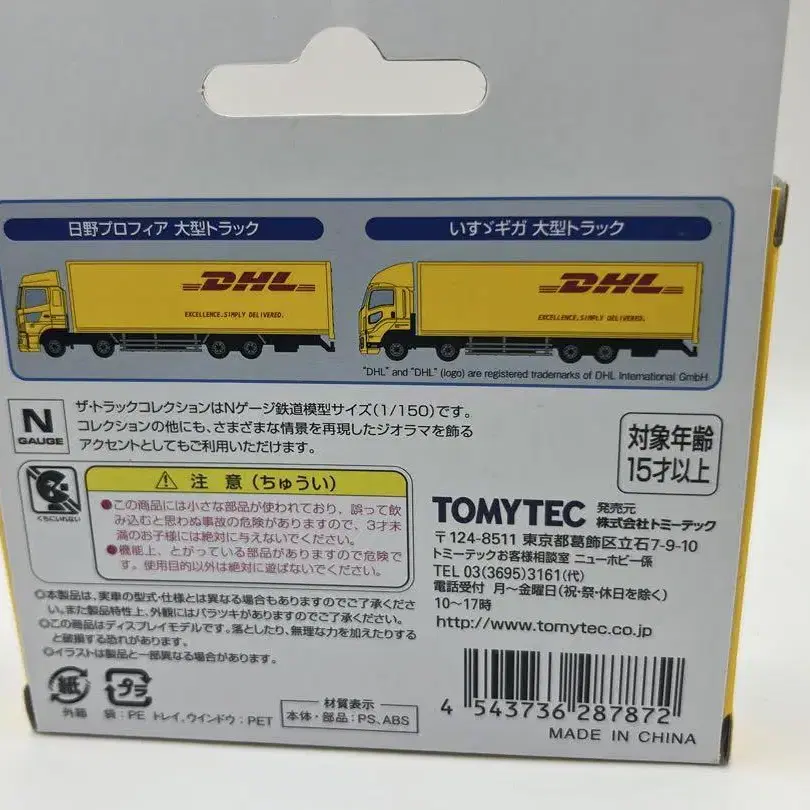 日野プロフィア 大型トラック
いすゞギガ 大型トラック
DHL
EXCELLENCE. SIMPLY DELIVERED.
DHL
EXCELLENCE. SIMPLY DELIVERED.
"DHL" and "DHL" (logo) are registered trademarks of DHL International GmbH
N
GAUGE
ザ・トラックコレクションはNゲージ鉄道模型サイズ(1/150)です。
コレクションの他にも、さまざまな情景を再現したジオラマを飾る
アクセントとしてもご利用いただけます。
対象年齢
15才以上
くちにいれない
注 意(ちゅうい)
●この商品には小さな部品が使われており、誤って飲
み込むと思わぬ事故の危険がありますので、3才未
満のお子様には絶対に与えないでください。
●機能上、とがっている部品がありますので危険で
す。使用目的以外は絶対に遊ばないでください。
TOMYTEC 発売元
株式会社トミーテック
〒124-8511 東京都葛飾区立石7-9-10
トミーテックお客様相談室 ニューホビー係
TEL 03(3695)3161(代)
電話受付 月〜金曜日(祝・祭・休日を除く)
10〜17時
http://www.tomytec.co.jp
○本製品は、実車の型式・仕様とは異なる場合もありますのでご了承くださ
い。また製品特性上、外観にはバラツキがありますのでご了承ください。
○この商品はディスプレイモデルです。落としたり、無理な力を加えたりする
と破損する恐れがあります。
○イラストは製品と一部異なる場合があります。
紙
外箱
プラ
袋:PE トレイ、ウインドウ:PET
材質表示
本体・部品:PS、ABS
4 543736 287872
MADE IN CHINA